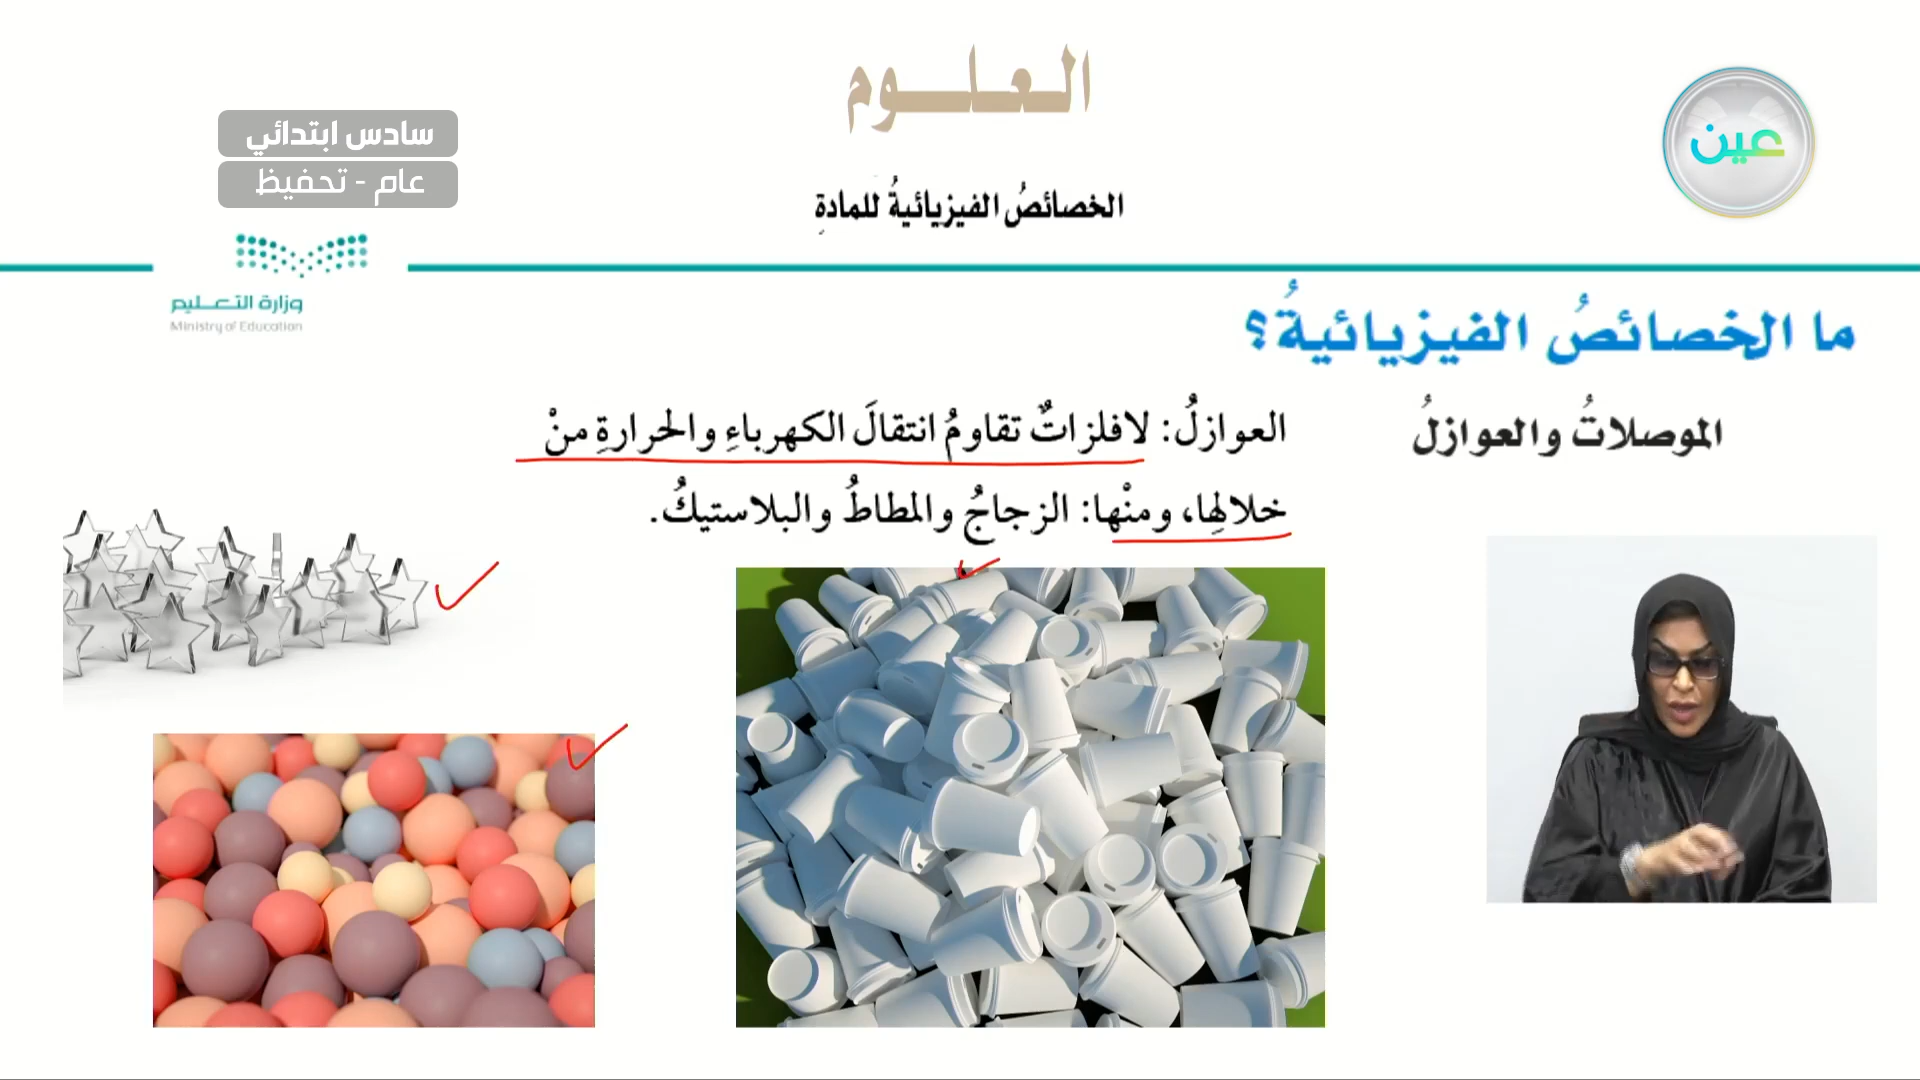 العلوم
عين
سادس ابتدائي
عام - تحفيظ
الخصائصُ الفيزيائيةُ للمادةِ
وزارة التعليم
Ministry of Education
ما الخصائصُ الفيزيائيةُ؟
الموصلاتُ والعوازلُ
العوازلُ: لافلزاتٌ تقاومُ انتقالَ الكهرباءِ والحرارةِ منْ
خلالِها، ومنْها: الزجاجُ والمطاطُ والبلاستيكُ.